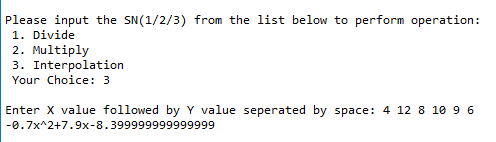 Please input the SN(1/2/3) from the list below to perform operation:
1. Divide
2. Multiply
3. Interpolation
Your Choice: 3
Enter X value followed by Y value seperated by space: 4 12 8 10 9 6
-0.7x^2+7.9x-8.399999999999999